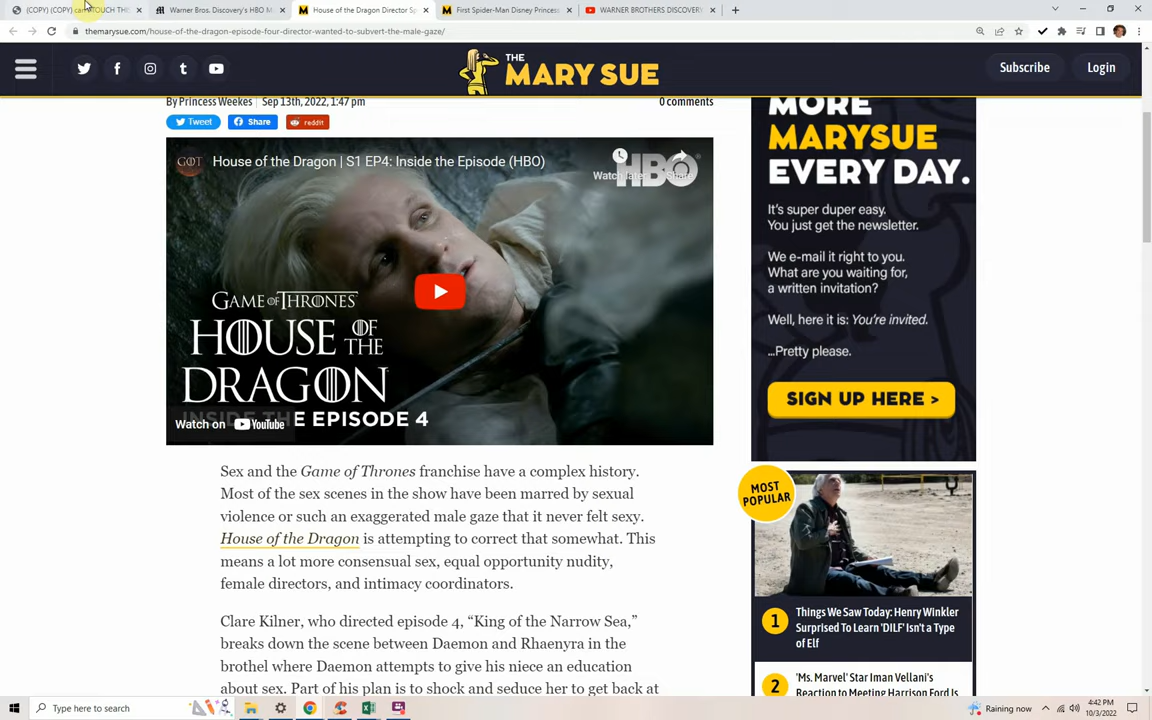 (COPY) (COPY) can TOUCH THIS
Warner Bros. Discovery's HBO M
House of the Dragon Director Sp
First Spider-Man Disney Princess
WARNER BROTHERS DISCOVERY
themarysue.com/house-of-the-dragon-episode-four-director-wanted-to-subvert-the-male-gaze/
THE
MARY SUE
Subscribe
Login
By Princess Weekes | Sep 13th, 2022, 1:47 pm
0 comments
Tweet
Share
reddit
GOT
House of the Dragon | S1 EP4: Inside the Episode (HBO)
Watch later
Share
HBO
GAME OF THRONES
HOUSE OF
THE
DRAGON
INSIDE THE EPISODE 4
Watch on YouTube
Sex and the Game of Thrones franchise have a complex history.
Most of the sex scenes in the show have been marred by sexual
violence or such an exaggerated male gaze that it never felt sexy.
House of the Dragon is attempting to correct that somewhat. This
means a lot more consensual sex, equal opportunity nudity,
female directors, and intimacy coordinators.
Clare Kilner, who directed episode 4, “King of the Narrow Sea,”
breaks down the scene between Daemon and Rhaenyra in the
brothel where Daemon attempts to give his niece an education
about sex. Part of his plan is to shock and seduce her to get back at
MORE
MARYSUE
EVERY DAY.
It's super duper easy.
You just get the newsletter.
We e-mail it right to you.
What are you waiting for,
a written invitation?
Well, here it is: You're invited.
...Pretty please.
SIGN UP HERE >
MOST
POPULAR
1
Things We Saw Today: Henry Winkler
Surprised To Learn 'DILF' Isn't a Type
of Elf
2
'Ms. Marvel' Star Iman Vellani's
Reaction to Meeting Harrison Ford Is
Type here to search
Raining now
4:42 PM
10/3/2022